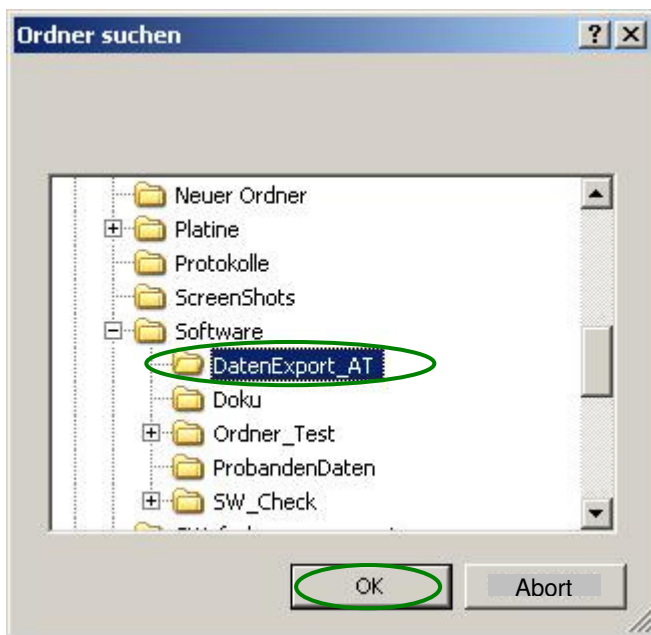 Ordner suchen
Neuer Ordner
Platine
Protokolle
ScreenShots
Software
DatenExport_AT
Doku
Ordner_Test
ProbandenDaten
SW_Check
OK Abort